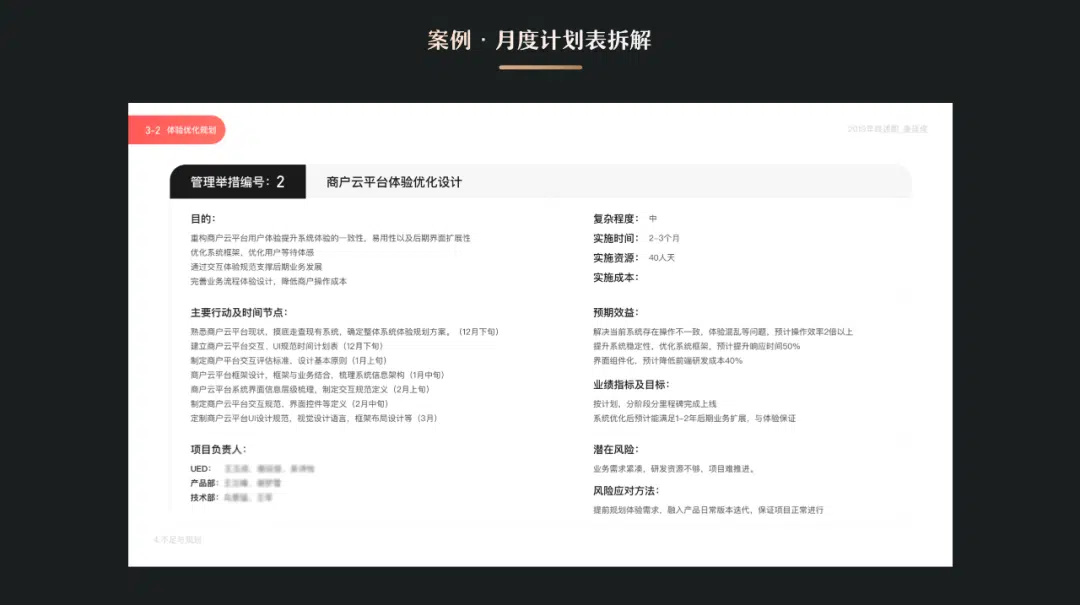 案例 · 月度计划表拆解
3-2 体验优化规划
管理举措编号：2
商户云平台体验优化设计
目的：
重构商户云平台用户体验提升系统体验的一致性，易用性以及后期界面扩展性
优化系统框架，优化用户等待体感
通过交互体验规范支撑后期业务发展
完善业务流程体验设计，降低商户操作成本
主要行动及时间节点：
熟悉商户云平台现状，摸底走查现有系统，确定整体系统体验规划方案。（12月下旬）
建立商户云平台交互、UI规范时间计划表（12月下旬）
制定商户平台交互评估标准，设计基本原则（1月上旬）
商户云平台框架设计，框架与业务结合，梳理系统信息架构（1月中旬）
商户云平台系统界面信息层级梳理，制定交互规范定义（2月上旬）
制定商户云平台交互规范、界面控件等定义（2月中旬）
定制商户云平台UI设计规范，视觉设计语言，框架布局设计等（3月）
项目负责人：
UED：
产品部：
技术部：
复杂程度： 中
实施时间： 2-3个月
实施资源： 40人天
实施成本：
预期效益：
解决当前系统存在操作不一致，体验混乱等问题，预计操作效率2倍以上
提升系统稳定性，优化系统框架，预计提升响应时间50%
界面组件化，预计降低前端研发成本40%
业绩指标及目标：
按计划，分阶段分里程碑完成上线
系统优化后预计能满足1-2年后期业务扩展，与体验保证
潜在风险：
业务需求紧凑，研发资源不够，项目难推进。
风险应对方法：
提前规划体验需求，融入产品日常版本迭代，保证项目正常进行
4.不足与规划